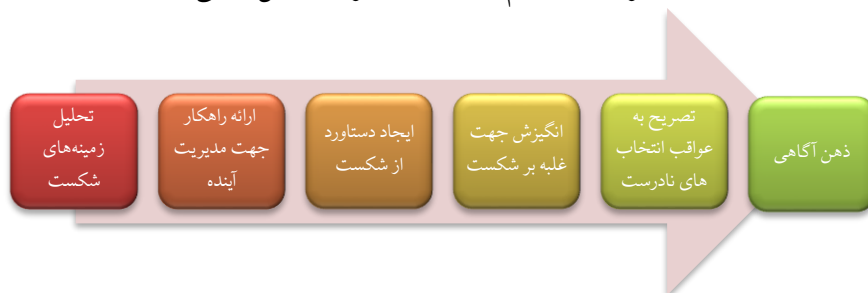 تحلیل
زمینه‌های
شکست
ارائه راهکار
جهت مدیریت
آینده
ایجاد دستاورد
از شکست
انگیزش جهت
غلبه بر شکست
تصریح به
عواقب انتخاب
های نادرست
ذهن آگاهی